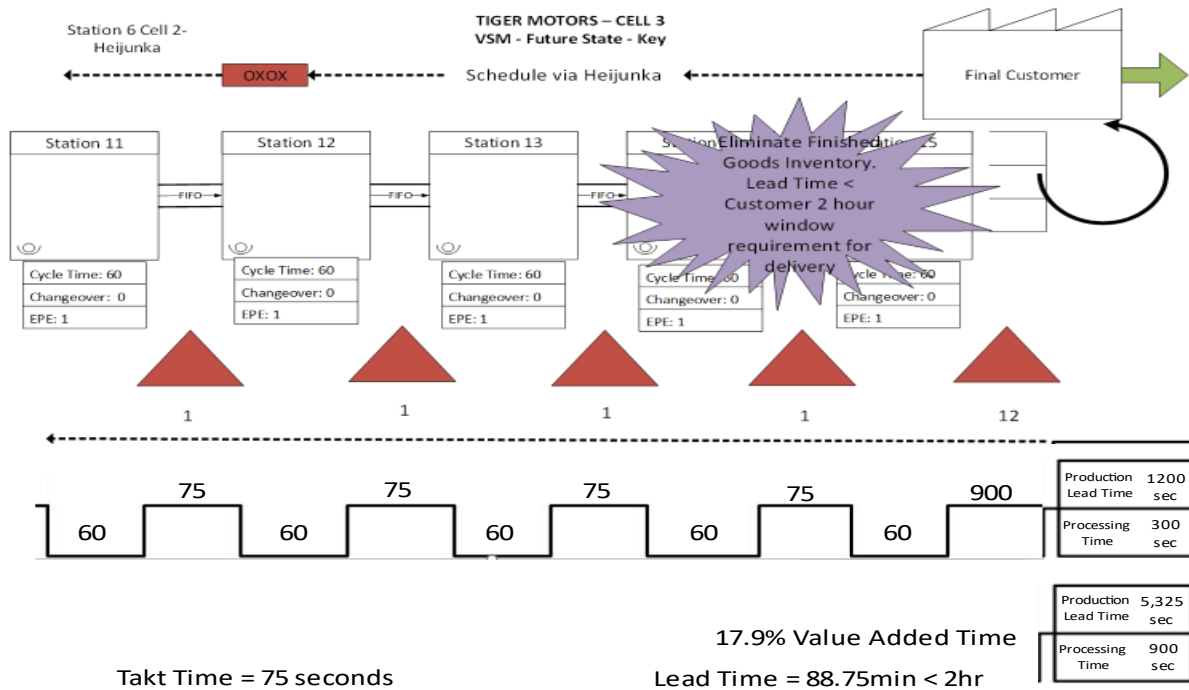 TIGER MOTORS – CELL 3
VSM - Future State - Key
Station 6 Cell 2-
Heijunka
OXOX
Schedule via Heijunka
Final Customer
Station 11
Station 12
Station 13
Station
Eliminate Finished
Goods Inventory.
Lead Time <
Customer 2 hour
window
requirement for
delivery
FIFO
FIFO
FIFO
Cycle Time: 60
Changeover: 0
EPE: 1
Cycle Time: 60
Changeover: 0
EPE: 1
Cycle Time: 60
Changeover: 0
EPE: 1
Cycle Time: 60
Changeover: 0
EPE: 1
60
Changeover: 0
EPE: 1
1
1
1
1
12
75
75
75
75
900
60
60
60
60
60
Production Lead Time 1200 sec
Processing Time 300 sec
Production Lead Time 5,325 sec
Processing Time 900 sec
17.9% Value Added Time
Takt Time = 75 seconds
Lead Time = 88.75min < 2hr